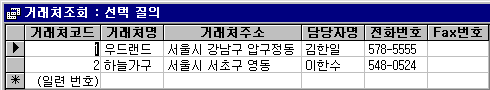 거래처조회 : 선택 질의
거래처코드 거래처명 거래처주소 담당자명 전화번호 Fax번호
1 우드랜드 서울시 강남구 압구정동 김한일 578-5555
2 하늘가구 서울시 서초구 영동 이한수 548-0524
(일련 번호)